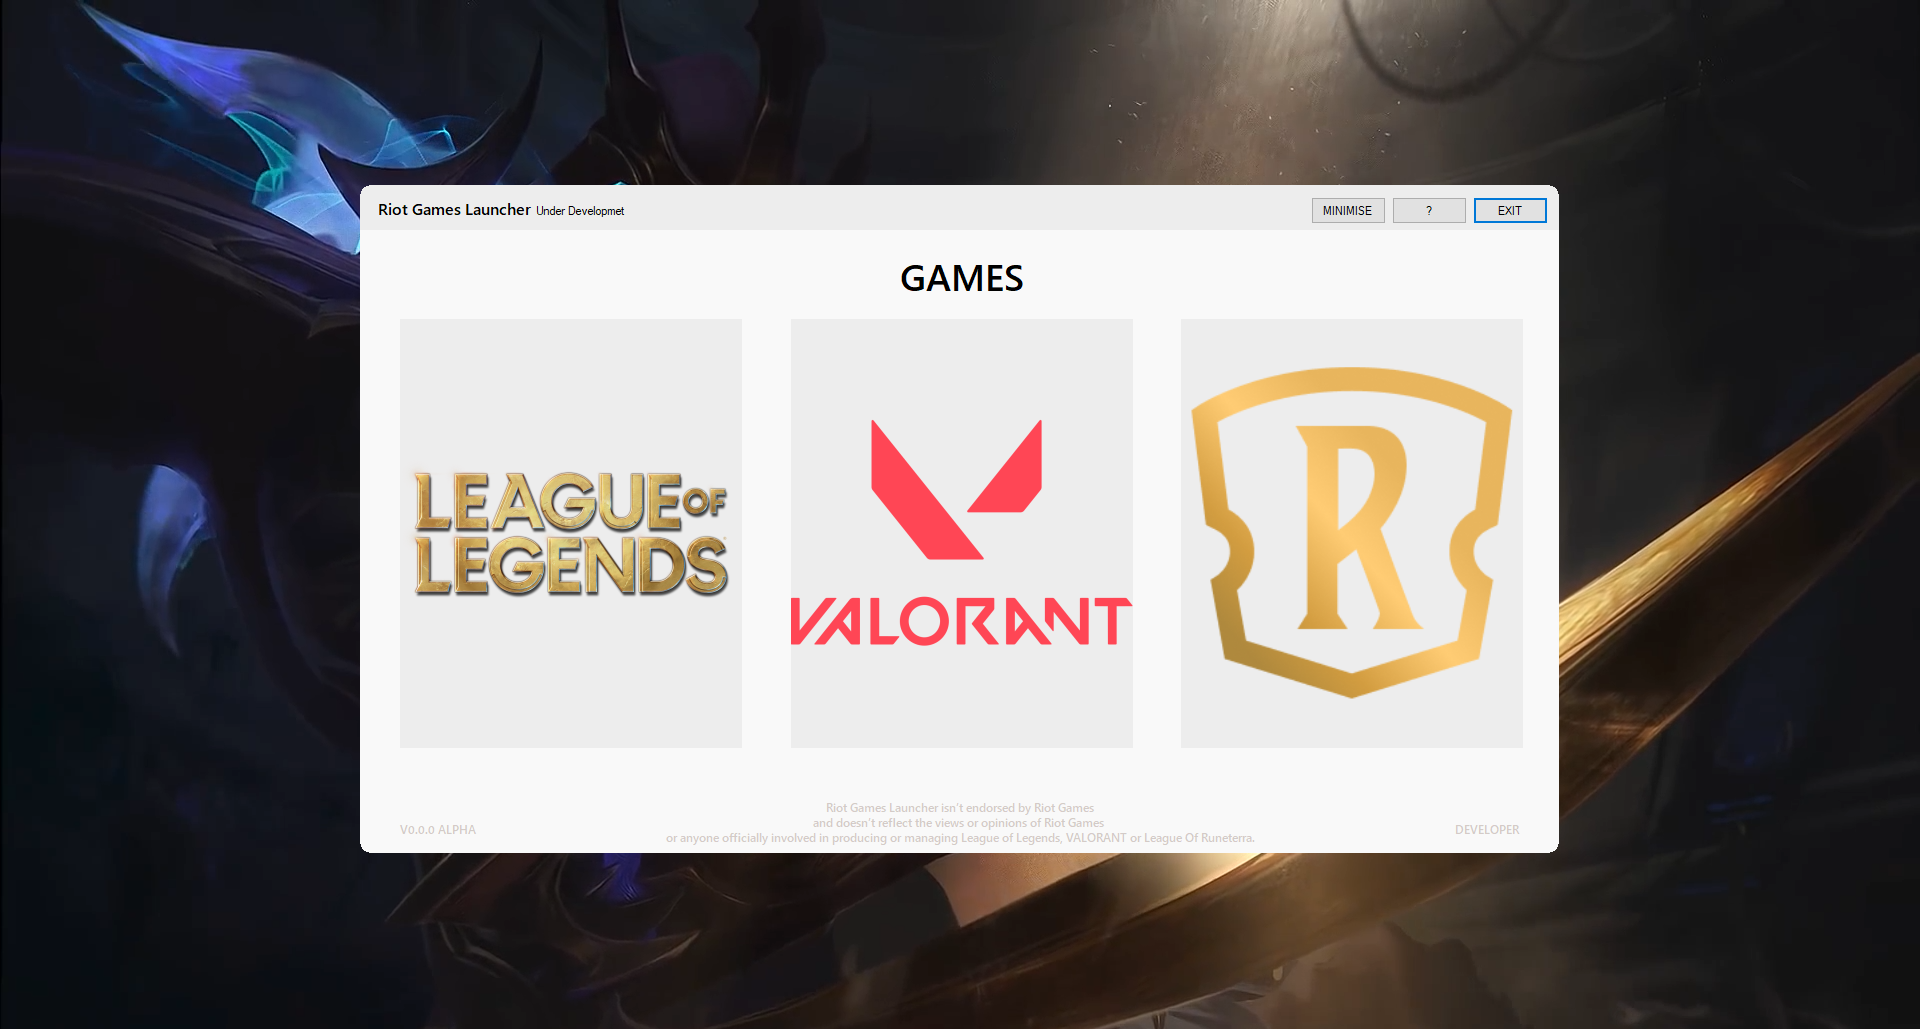 Riot Games Launcher Under Developmet
MINIMISE
?
EXIT
GAMES
LEAGUE OF
LEGENDS
VALORANT
R
Riot Games Launcher isn't endorsed by Riot Games
and doesn't reflect the views or opinions of Riot Games
or anyone officially involved in producing or managing League of Legends, VALORANT or League Of Runeterra.
V0.0.0 ALPHA
DEVELOPER